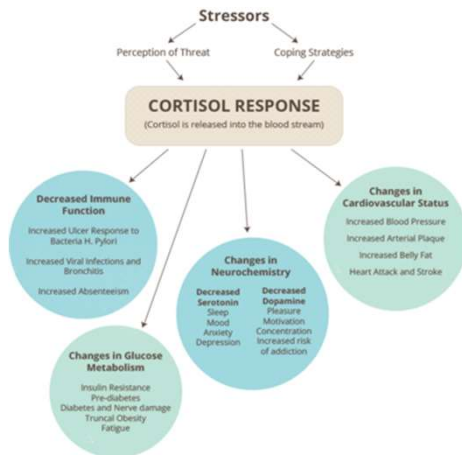 Stressors
Perception of Threat
Coping Strategies
CORTISOL RESPONSE
(Cortisol is released into the blood stream)
Decreased Immune
Function
Increased Ulcer Response to
Bacteria H. Pylori
Increased Viral Infections and
Bronchitis
Increased Absenteeism
Changes in Glucose
Metabolism
Insulin Resistance
Pre-diabetes
Diabetes and Nerve damage
Truncal Obesity
Fatigue
Changes in
Neurochemistry
Decreased
Serotonin
Sleep
Mood
Anxiety
Depression
Decreased
Dopamine
Pleasure
Motivation
Concentration
Increased risk
of addiction
Changes in
Cardiovascular Status
Increased Blood Pressure
Increased Arterial Plaque
Increased Belly Fat
Heart Attack and Stroke